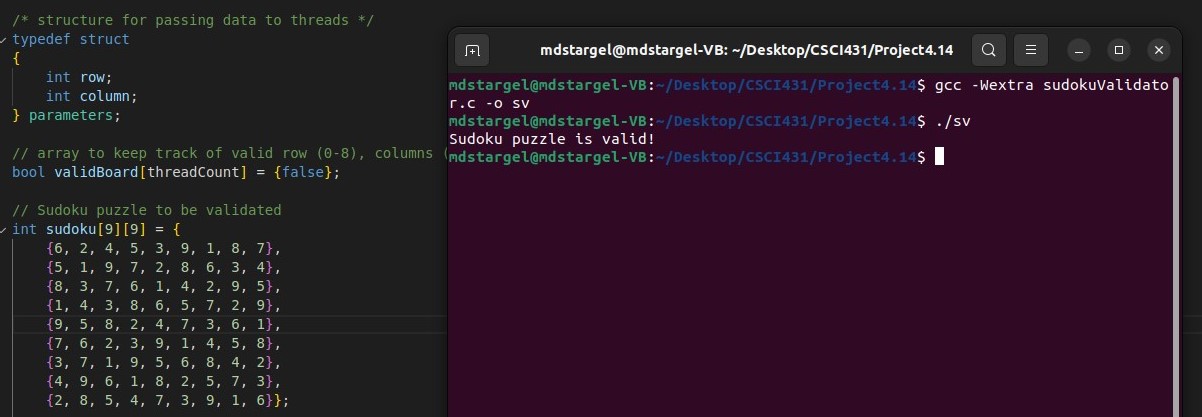 /* structure for passing data to threads */
typedef struct
{
    int row;
    int column;
} parameters;
// array to keep track of valid row (0-8), columns (
bool validBoard[threadCount] = {false};
// Sudoku puzzle to be validated
int sudoku[9][9] = {
    {6, 2, 4, 5, 3, 9, 1, 8, 7},
    {5, 1, 9, 7, 2, 8, 6, 3, 4},
    {8, 3, 7, 6, 1, 4, 2, 9, 5},
    {1, 4, 3, 8, 6, 5, 7, 2, 9},
    {9, 5, 8, 2, 4, 7, 3, 6, 1},
    {7, 6, 2, 3, 9, 1, 4, 5, 8},
    {3, 7, 1, 9, 5, 6, 8, 4, 2},
    {4, 9, 6, 1, 8, 2, 5, 7, 3},
    {2, 8, 5, 4, 7, 3, 9, 1, 6}};
mdstargel@mdstargel-VB: ~/Desktop/CSCI431/Project4.14
mdstargel@mdstargel-VB:~/Desktop/CSCI431/Project4.14$ gcc -Wextra sudokuValidato
r.c -o sv
mdstargel@mdstargel-VB:~/Desktop/CSCI431/Project4.14$ ./sv
Sudoku puzzle is valid!
mdstargel@mdstargel-VB:~/Desktop/CSCI431/Project4.14$